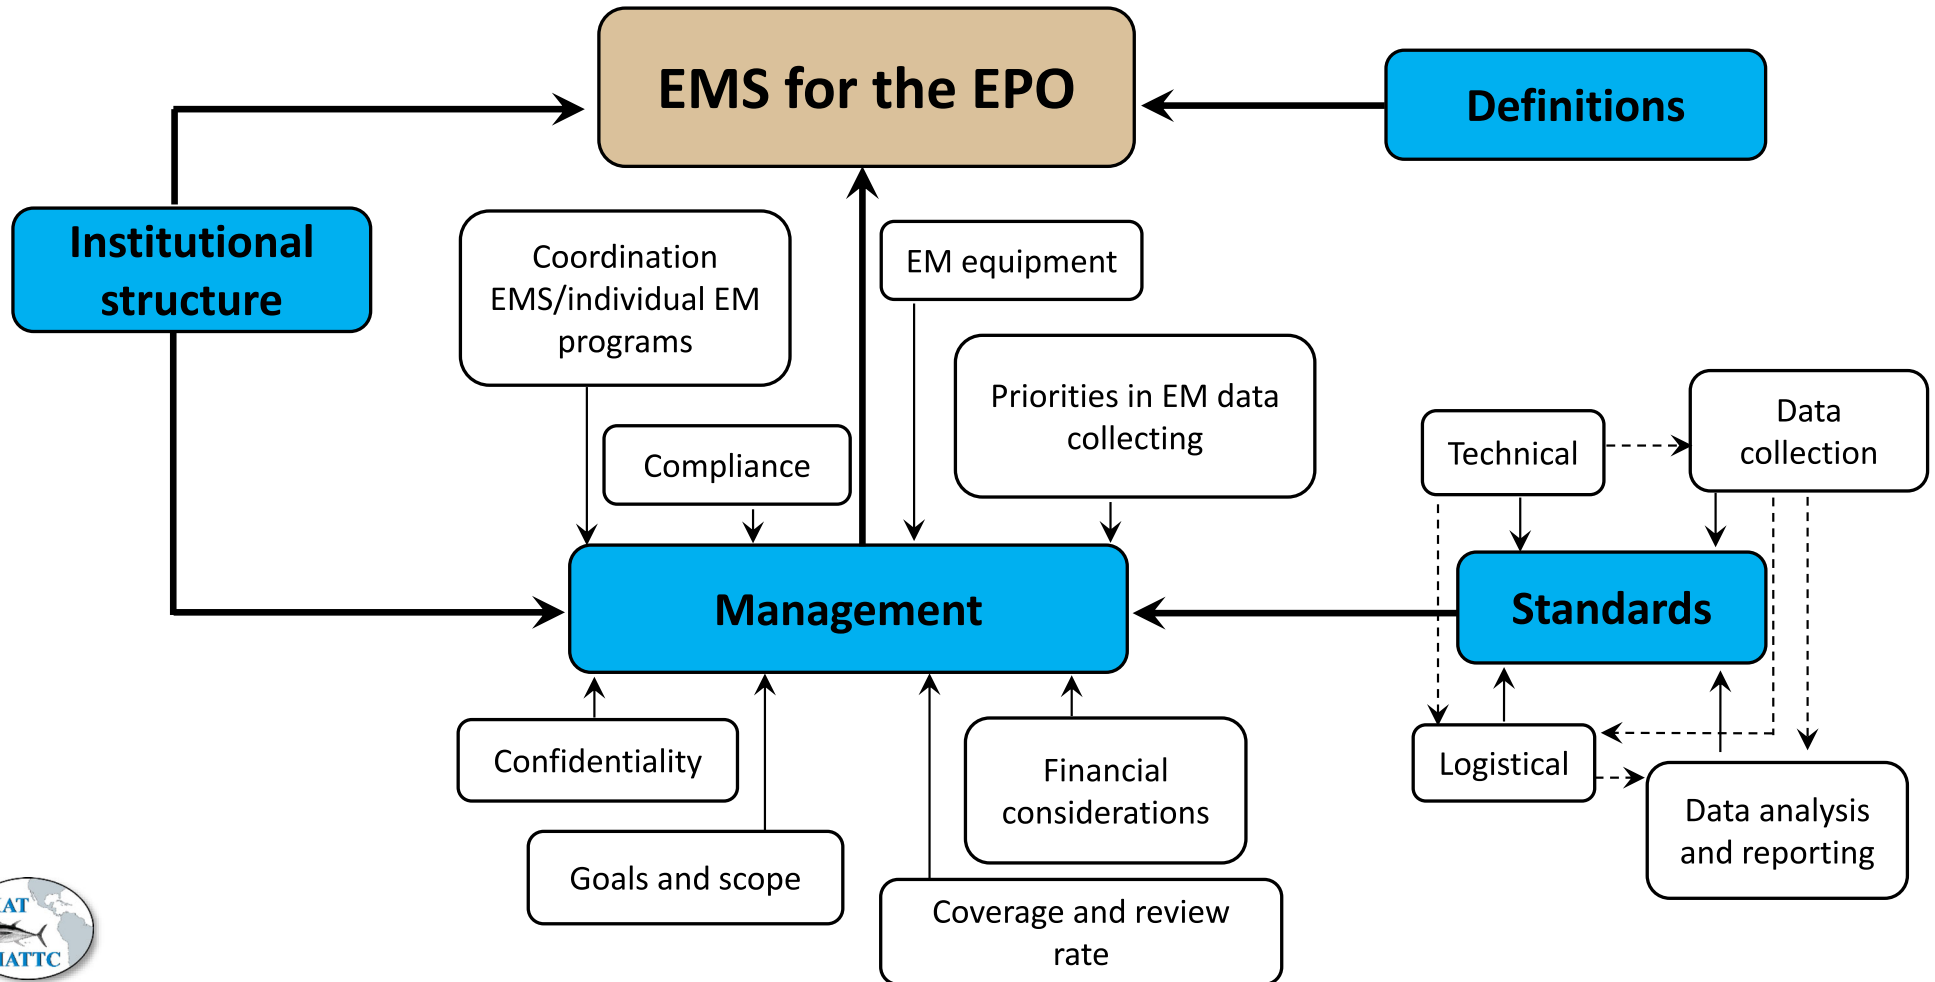 EMS for the EPO
Definitions
Institutional
structure
Coordination
EMS/individual EM
programs
EM equipment
Priorities in EM data
collecting
Compliance
Technical
Data
collection
Management
Standards
Confidentiality
Financial
considerations
Logistical
Goals and scope
Data analysis
and reporting
Coverage and review
rate